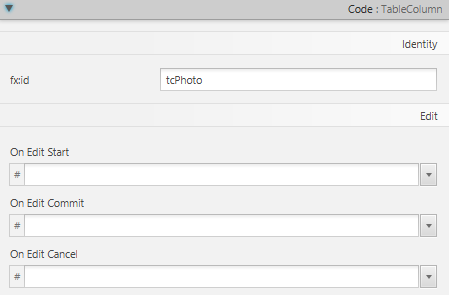 Code : TableColumn
Identity
fx:id tcPhoto
Edit
On Edit Start
#
On Edit Commit
#
On Edit Cancel
#